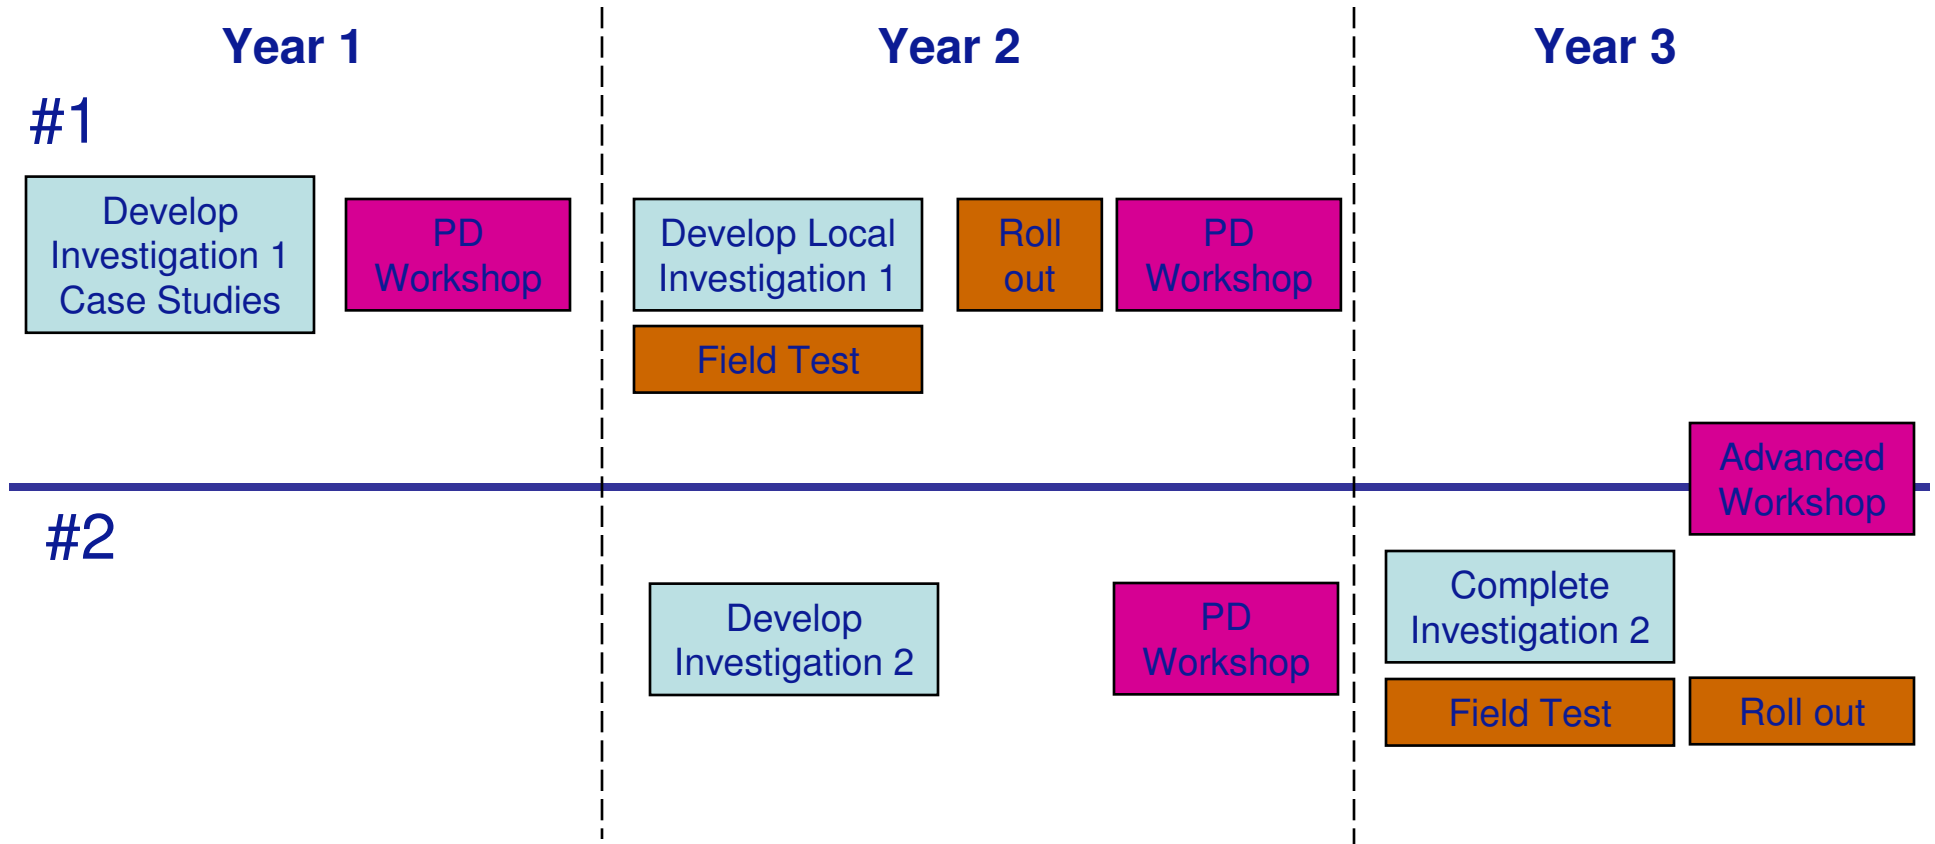 Year 1
Year 2
Year 3
#1
Develop
Investigation 1
Case Studies
PD
Workshop
Develop Local
Investigation 1
Roll
out
PD
Workshop
Field Test
Advanced
Workshop
#2
Develop
Investigation 2
PD
Workshop
Complete
Investigation 2
Field Test
Roll out